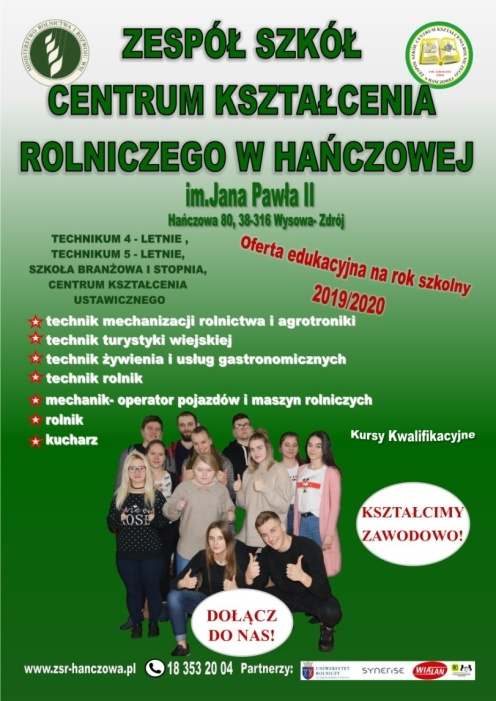 ZESPÓŁ SZKÓŁ
CENTRUM KSZTAŁCENIA
ROLNICZEGO W HAŃCZOWEJ
im.Jana Pawła II
Hańczowa 80, 38-316 Wysowa- Zdrój
TECHNIKUM 4 - LETNIE ,
TECHNIKUM 5 - LETNIE,
SZKOŁA BRANŻOWA I STOPNIA,
CENTRUM KSZTAŁCENIA
USTAWICZNEGO
Oferta edukacyjna na rok szkolny
2019/2020
technik mechanizacji rolnictwa i agrotroniki
technik turystyki wiejskiej
technik żywienia i usług gastronomicznych
technik rolnik
mechanik- operator pojazdów i maszyn rolniczych
rolnik
kucharz
Kursy Kwalifikacyjne
KSZTAŁCIMY
ZAWODOWO!
DOŁĄCZ
DO NAS!
www.zsr-hanczowa.pl 18 353 20 04 Partnerzy:
UNIWERSYTET
ROLNICZY
SYNERISE
WIALAN